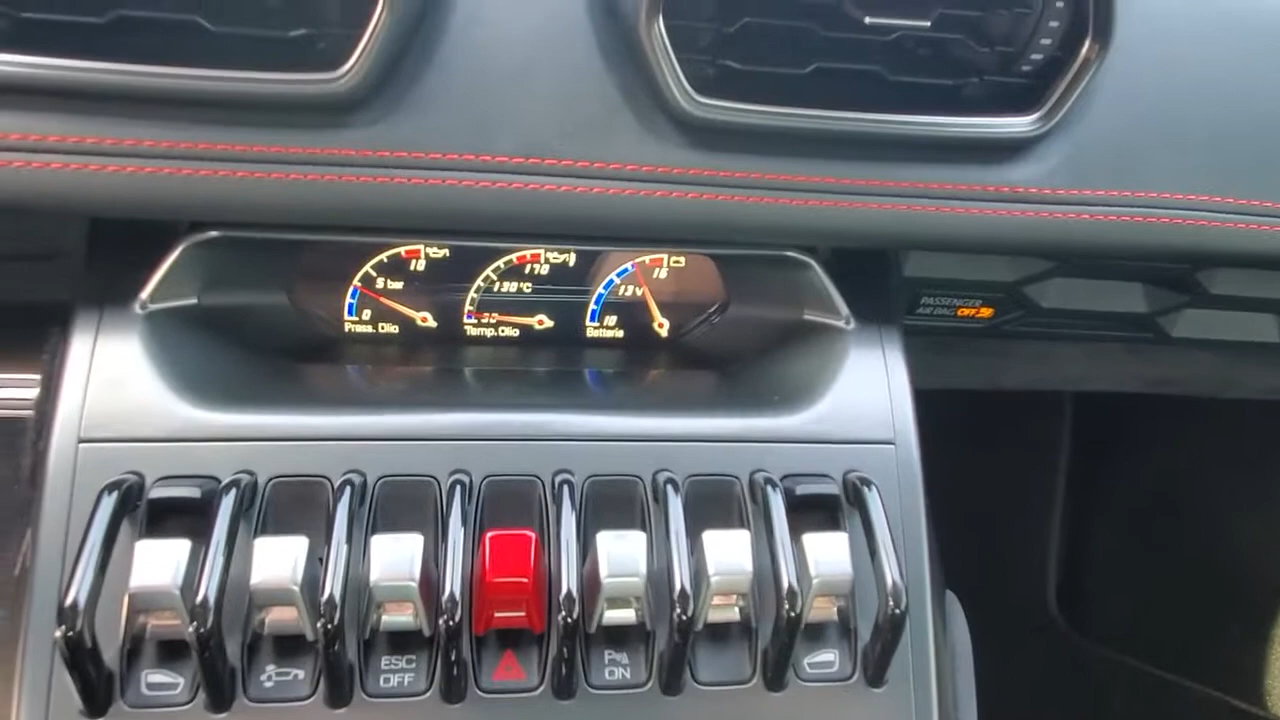 10
5 bar
0
Press. Olio
170
130°C
Temp. Olio
16
13 V
10
Batteria
PASSENGER
AIR BAG OFF
ESC
OFF
ON